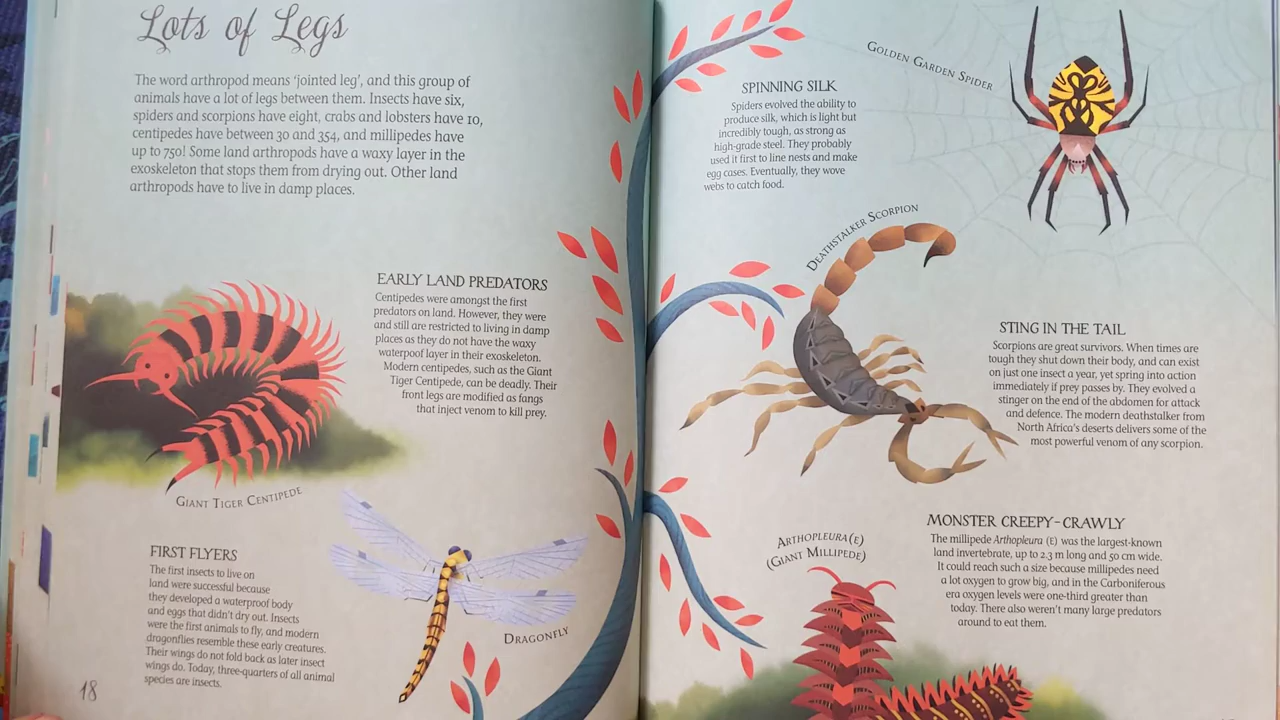 Lots of Legs
The word arthropod means 'jointed leg', and this group of
animals have a lot of legs between them. Insects have six,
spiders and scorpions have eight, crabs and lobsters have 10,
centipedes have between 30 and 354, and millipedes have
up to 750! Some land arthropods have a waxy layer in the
exoskeleton that stops them from drying out. Other land
arthropods have to live in damp places.
EARLY LAND PREDATORS
Centipedes were amongst the first
predators on land. However, they were
and still are restricted to living in damp
places as they do not have the waxy
waterpoof layer in their exoskeleton.
Modern centipedes, such as the Giant
Tiger Centipede, can be deadly. Their
front legs are modified as fangs
that inject venom to kill prey.
GIANT TIGER CENTIPEDE
FIRST FLYERS
The first insects to live on
land were successful because
they developed a waterproof body
and eggs that didn't dry out. Insects
were the first animals to fly, and modern
dragonflies resemble these early creatures.
Their wings do not fold back as later insect
wings do. Today, three-quarters of all animal
species are insects.
DRAGONFLY
18
GOLDEN GARDEN SPIDER
SPINNING SILK
Spiders evolved the ability to
produce silk, which is light but
incredibly tough, as strong as
high-grade steel. They probably
used it first to line nests and make
egg cases. Eventually, they wove
webs to catch food.
DEATHSTALKER SCORPION
STING IN THE TAIL
Scorpions are great survivors. When times are
tough they shut down their body, and can exist
on just one insect a year, yet spring into action
immediately if prey passes by. They evolved a
stinger on the end of the abdomen for attack
and defence. The modern deathstalker from
North Africa's deserts delivers some of the
most powerful venom of any scorpion.
ARTHOPLEURA (E)
(GIANT MILLIPEDE)
MONSTER CREEPY-CRAWLY
The millipede Arthopleura (E) was the largest-known
land invertebrate, up to 2.3 m long and 50 cm wide.
It could reach such a size because millipedes need
a lot oxygen to grow big, and in the Carboniferous
era oxygen levels were one-third greater than
today. There also weren't many large predators
around to eat them.